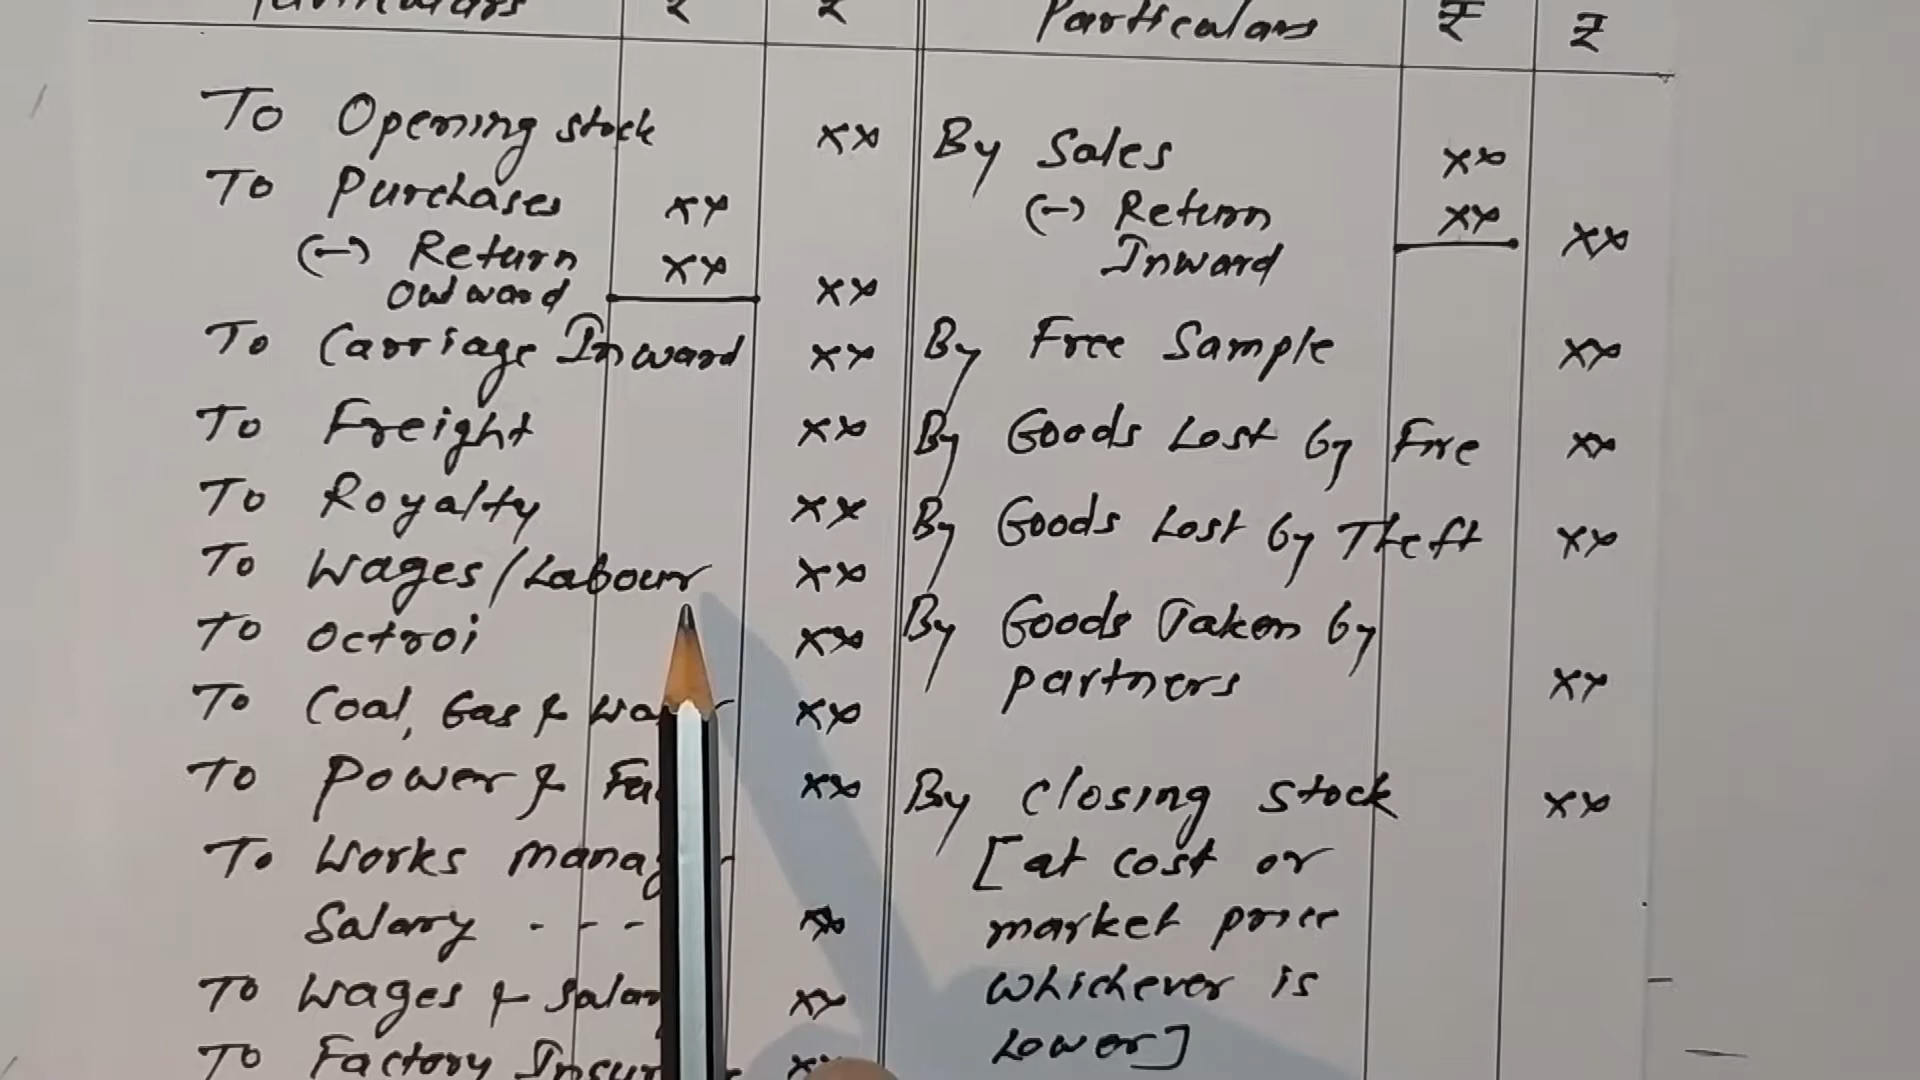 Particulars ₹ ₹
To Opening stock xx
To Purchases xx
(-) Return xx
Outward xx
To Carriage Inward xx
To Freight xx
To Royalty xx
To Wages/Labour xx
To Octroi xx
To Coal, Gas & xx
To Power & xx
To Works
Salary - - - xx
To Wages & xx
To Factory
Particulars ₹ ₹
By Sales xx
(-) Return xx
Inward xx
By Free Sample xx
By Goods Lost by Fire xx
By Goods Lost by Theft xx
By Goods Taken by
partners xx
By Closing stock xx
[at cost or
market price
whichever is
Lower]